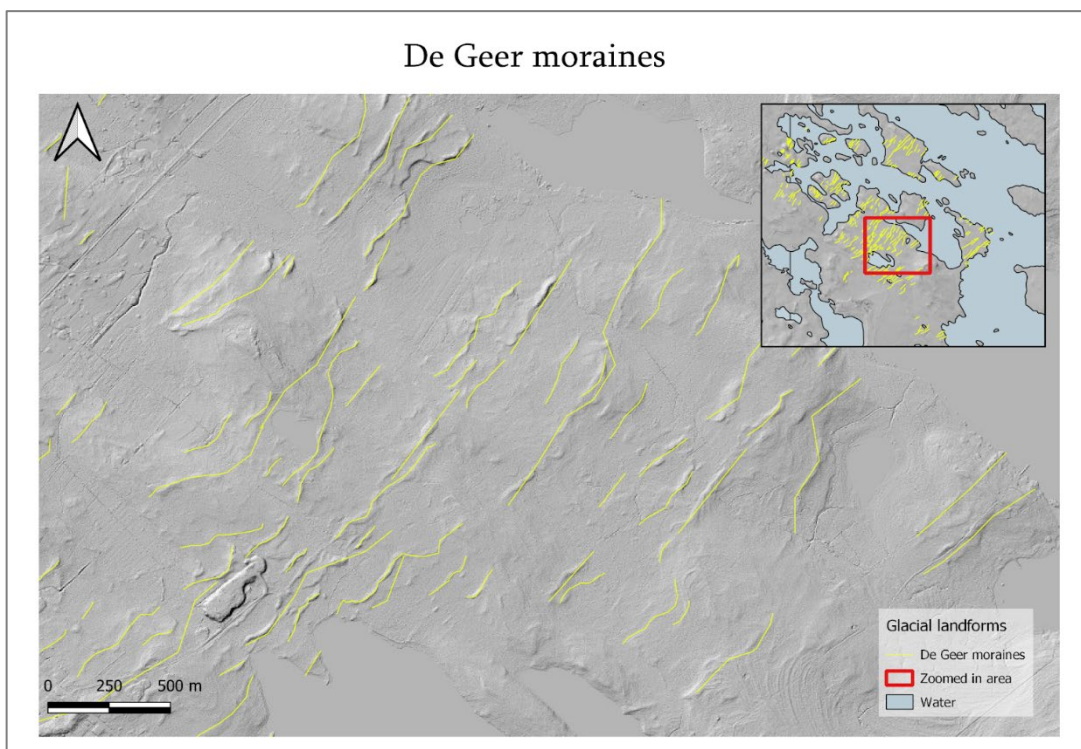 De Geer moraines
Glacial landforms
De Geer moraines
Zoomed in area
Water
0 250 500 m